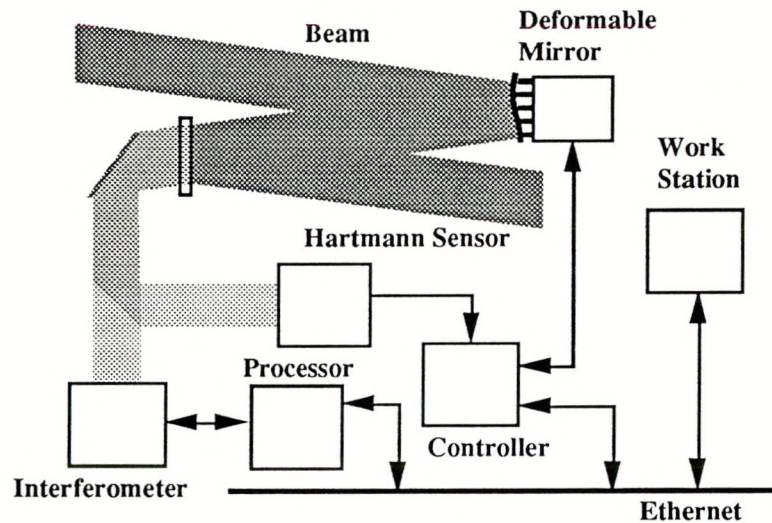 Beam
Deformable
Mirror
Work
Station
Hartmann Sensor
Processor
Controller
Interferometer
Ethernet